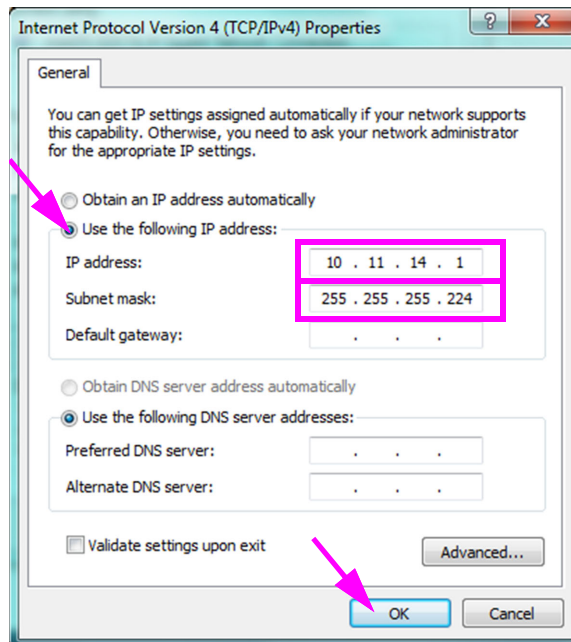 Internet Protocol Version 4 (TCP/IPv4) Properties
?
X
General
You can get IP settings assigned automatically if your network supports
this capability. Otherwise, you need to ask your network administrator
for the appropriate IP settings.
Obtain an IP address automatically
Use the following IP address:
IP address: 10 . 11 . 14 . 1
Subnet mask: 255 . 255 . 255 . 224
Default gateway: . . .
Obtain DNS server address automatically
Use the following DNS server addresses:
Preferred DNS server: . . .
Alternate DNS server: . . .
Validate settings upon exit
Advanced...
OK Cancel